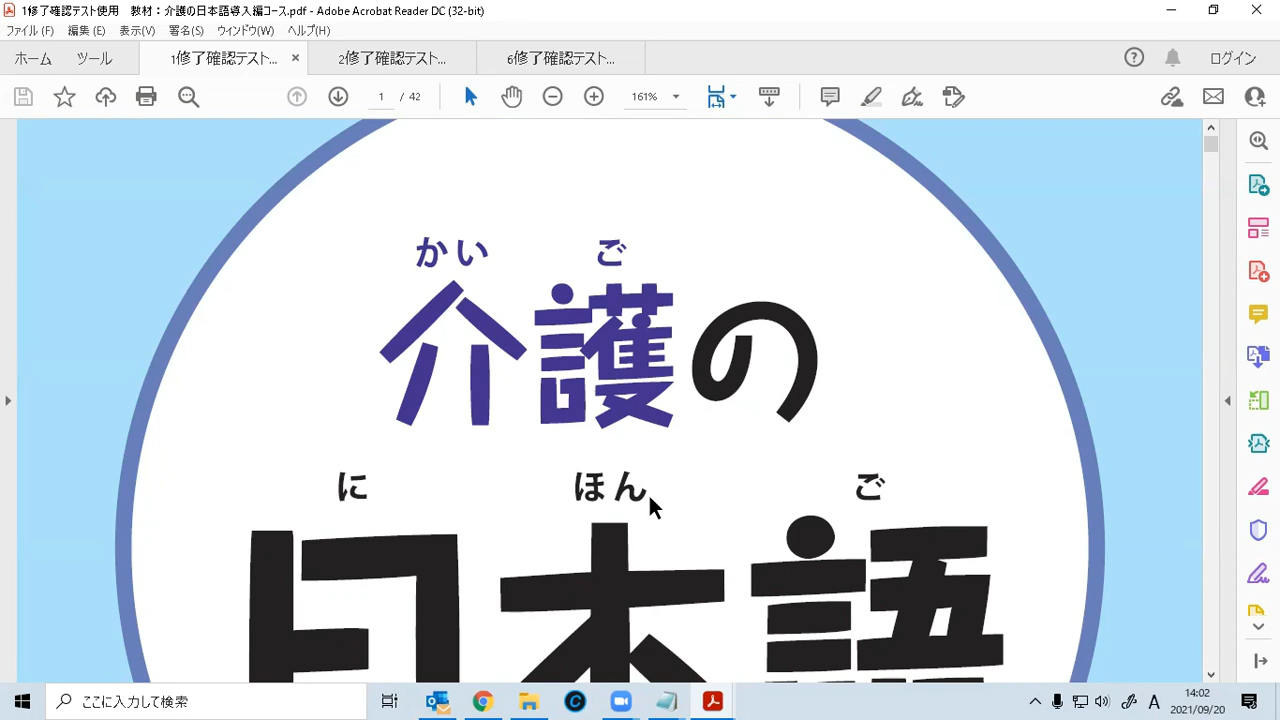 1修了確認テスト使用　教材：介護の日本語導入編コース.pdf - Adobe Acrobat Reader DC (32-bit)
ファイル(F) 編集(E) 表示(V) 署名(S) ウインドウ(W) ヘルプ(H)
ホーム ツール 1修了確認テスト... × 2修了確認テスト... 6修了確認テスト... ログイン
1 / 42 161%
かい ご
介護の
に ほん ご
日本語
ここに入力して検索
A
14:02
2021/09/20